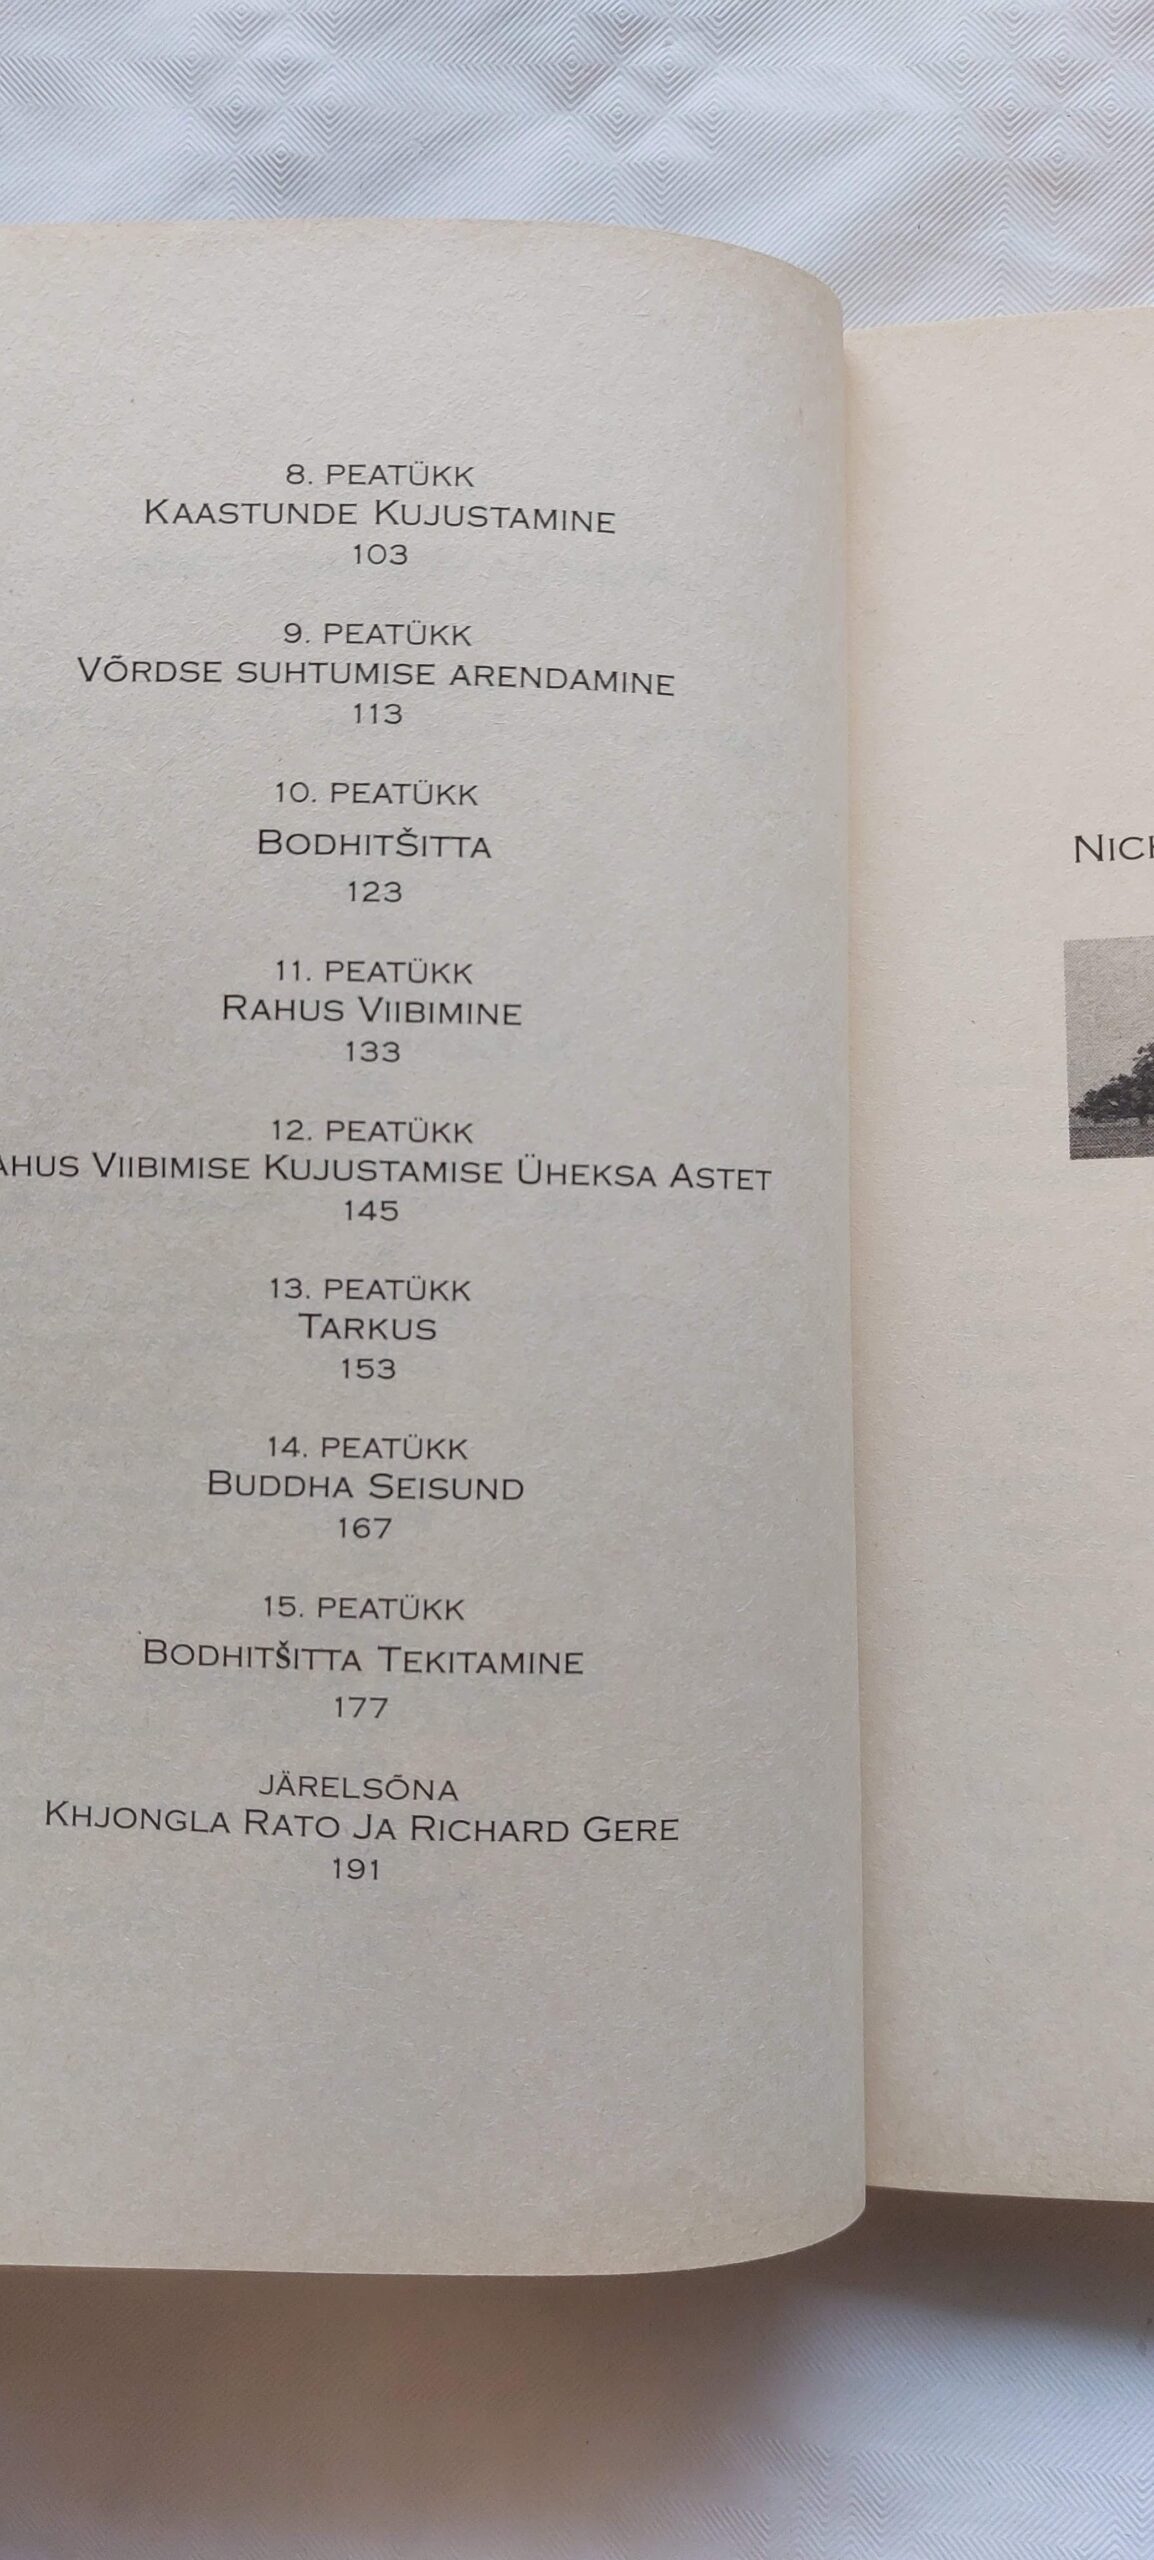 8. PEATÜKK
KAASTUNDE KUJUSTAMINE
103
9. PEATÜKK
VÕRDSE SUHTUMISE ARENDAMINE
113
10. PEATÜKK
BODHITŠITTA
123
11. PEATÜKK
RAHUS VIIBIMINE
133
12. PEATÜKK
AHUS VIIBIMISE KUJUSTAMISE ÜHEKSA ASTET
145
13. PEATÜKK
TARKUS
153
14. PEATÜKK
BUDDHA SEISUND
167
15. PEATÜKK
BODHITŠITTA TEKITAMINE
177
JÄRELSÕNA
KHJONGLA RATO JA RICHARD GERE
191